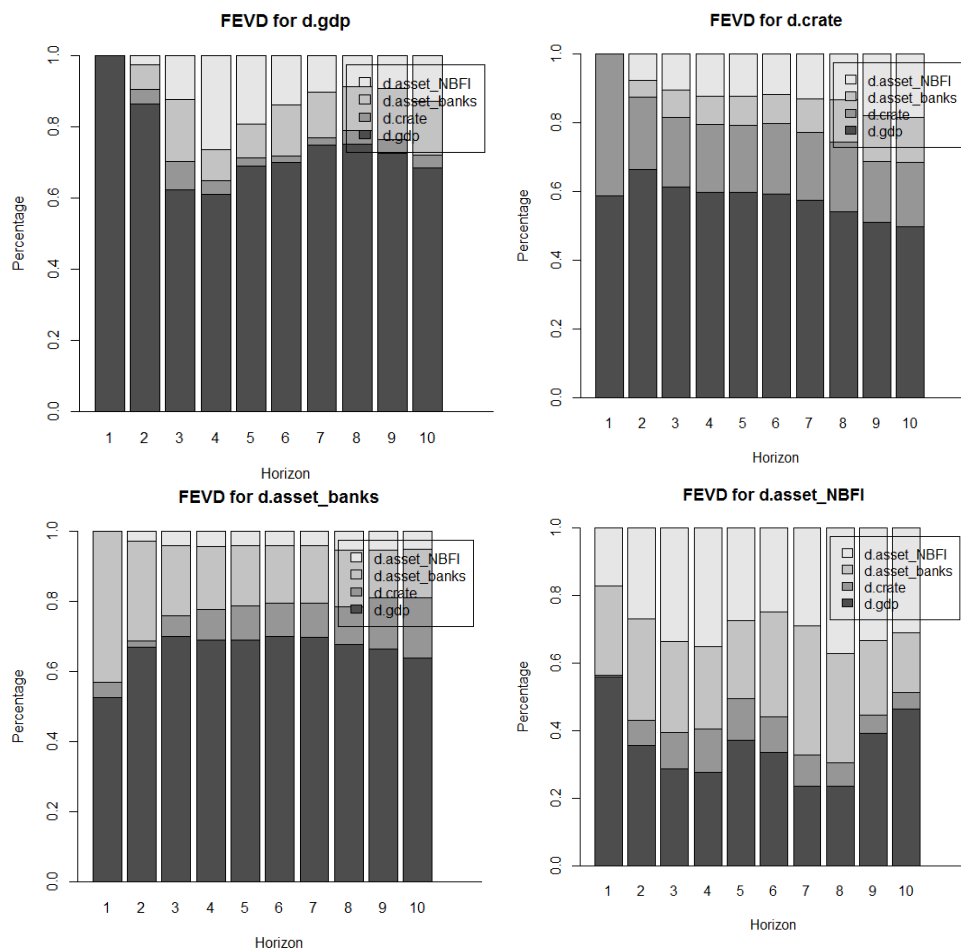 FEVD for d.gdp
Percentage
1.0
0.8
0.6
0.4
0.2
0.0
d.asset_NBFI
d.asset_banks
d.crate
d.gdp
1 2 3 4 5 6 7 8 9 10
Horizon
FEVD for d.crate
Percentage
1.0
0.8
0.6
0.4
0.2
0.0
d.asset_NBFI
d.asset_banks
d.crate
d.gdp
1 2 3 4 5 6 7 8 9 10
Horizon
FEVD for d.asset_banks
Percentage
1.0
0.8
0.6
0.4
0.2
0.0
d.asset_NBFI
d.asset_banks
d.crate
d.gdp
1 2 3 4 5 6 7 8 9 10
Horizon
FEVD for d.asset_NBFI
Percentage
1.0
0.8
0.6
0.4
0.2
0.0
d.asset_NBFI
d.asset_banks
d.crate
d.gdp
1 2 3 4 5 6 7 8 9 10
Horizon